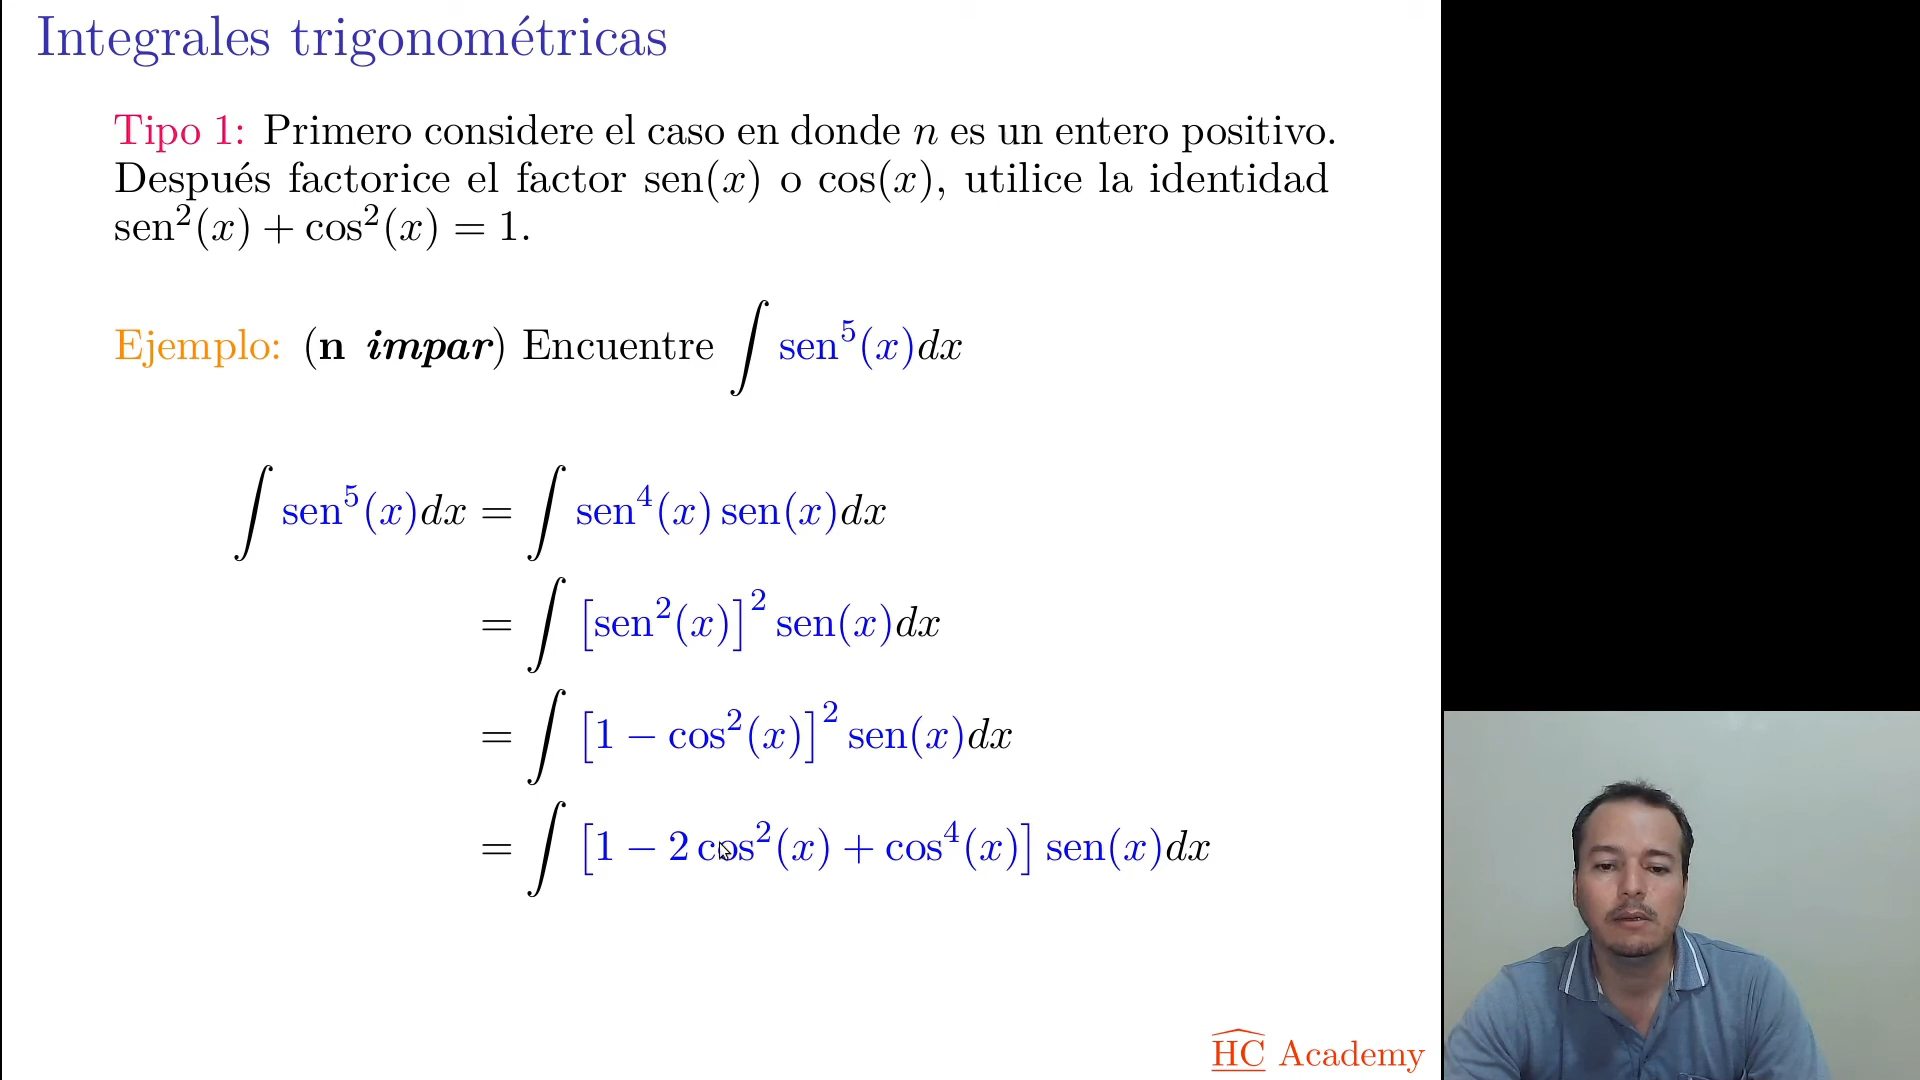 Integrales trigonométricas
Tipo 1: Primero considere el caso en donde n es un entero positivo.
Después factorice el factor sen(x) o cos(x), utilice la identidad
sen²(x) + cos²(x) = 1.
Ejemplo: (n impar) Encuentre ∫ sen⁵(x)dx
∫ sen⁵(x)dx = ∫ sen⁴(x) sen(x)dx
= ∫ [sen²(x)]² sen(x)dx
= ∫ [1 − cos²(x)]² sen(x)dx
= ∫ [1 − 2 cos²(x) + cos⁴(x)] sen(x)dx
HC Academy